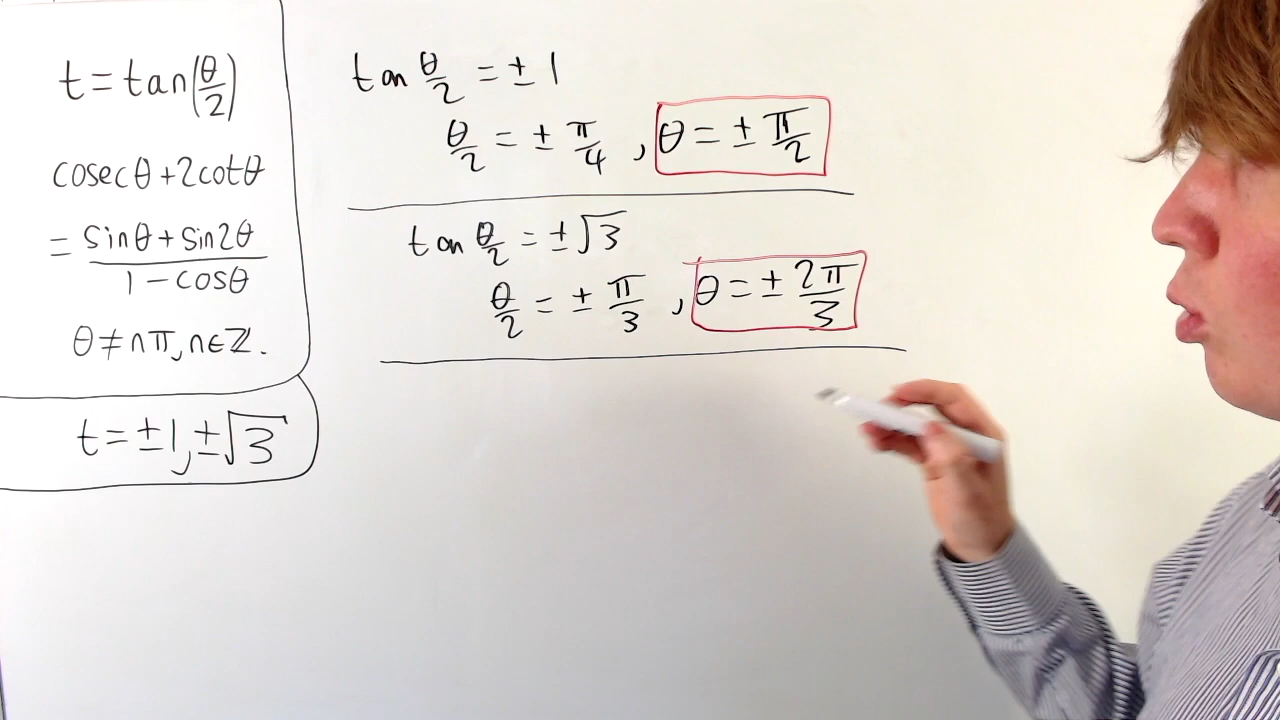 t = tan(θ/2)
cosecθ + 2cotθ
= (sinθ + sin2θ)/(1 - cosθ)
θ ≠ nπ, n∈ℤ.
t = ±1, ±√3
tan θ/2 = ± 1
θ/2 = ± π/4 , θ = ± π/2
tan θ/2 = ±√3
θ/2 = ± π/3 , θ = ± 2π/3